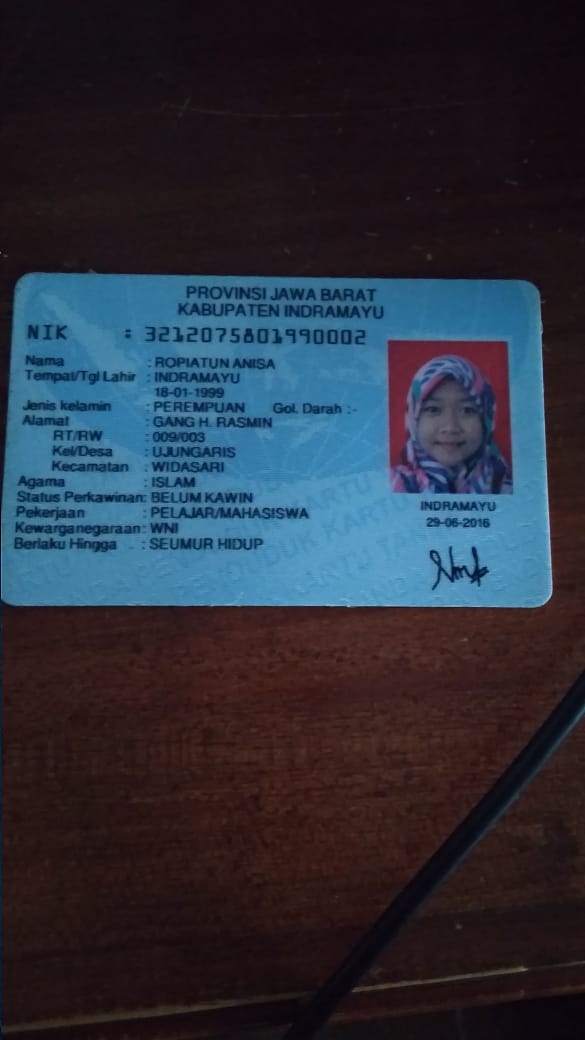 PROVINSI JAWA BARAT
KABUPATEN INDRAMAYU
NIK : 3212075801990002
Nama : ROPIATUN ANISA
Tempat/Tgl Lahir : INDRAMAYU
18-01-1999
Jenis kelamin : PEREMPUAN Gol. Darah :-
Alamat : GANG H. RASMIN
RT/RW : 009/003
Kel/Desa : UJUNGARIS
Kecamatan : WIDASARI
Agama : ISLAM
Status Perkawinan: BELUM KAWIN
Pekerjaan : PELAJAR/MAHASISWA
Kewarganegaraan: WNI
Berlaku Hingga : SEUMUR HIDUP
INDRAMAYU
29-06-2016